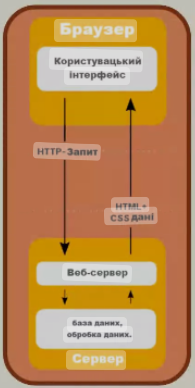 Браузер
Користувацький
інтерфейс
HTTP-Запит
HTML+
CSS дані
Веб-сервер
база даних,
обробка даних.
Сервер